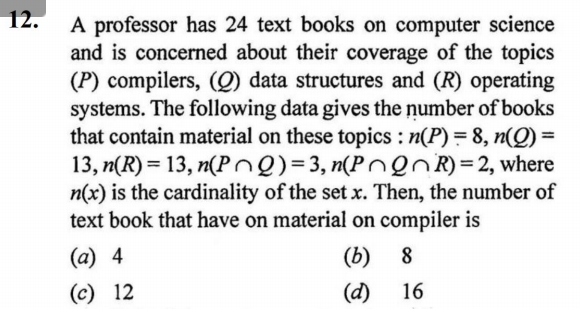 12. A professor has 24 text books on computer science
and is concerned about their coverage of the topics
(P) compilers, (Q) data structures and (R) operating
systems. The following data gives the number of books
that contain material on these topics : n(P) = 8, n(Q) =
13, n(R) = 13, n(P ∩ Q) = 3, n(P ∩ Q ∩ R) = 2, where
n(x) is the cardinality of the set x. Then, the number of
text book that have on material on compiler is
(a) 4 (b) 8
(c) 12 (d) 16